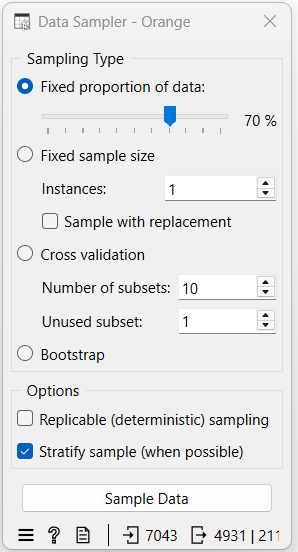 Data Sampler - Orange
Sampling Type
Fixed proportion of data:
70 %
Fixed sample size
Instances: 1
Sample with replacement
Cross validation
Number of subsets: 10
Unused subset: 1
Bootstrap
Options
Replicable (deterministic) sampling
Stratify sample (when possible)
Sample Data
? 7043 4931 | 211